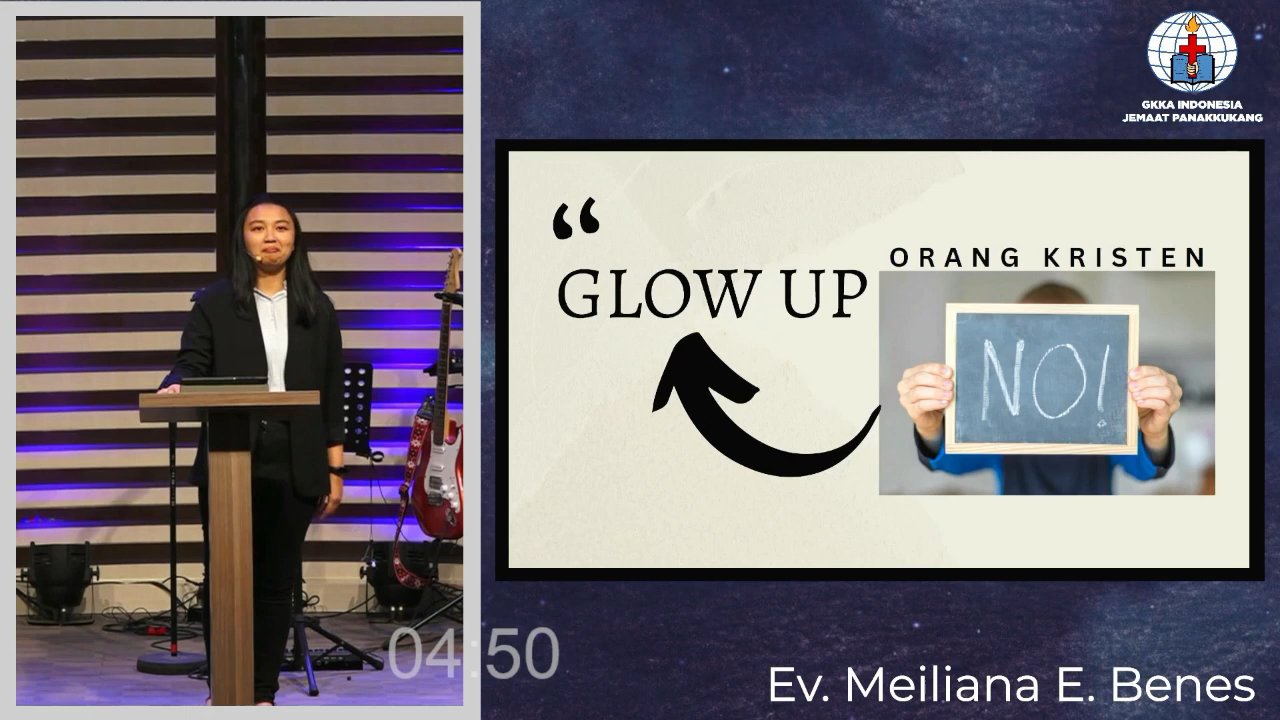 GKKA INDONESIA
JEMAAT PANAKKUKANG
“
GLOW UP
ORANG KRISTEN
NO!
04:50
Ev. Meiliana E. Benes